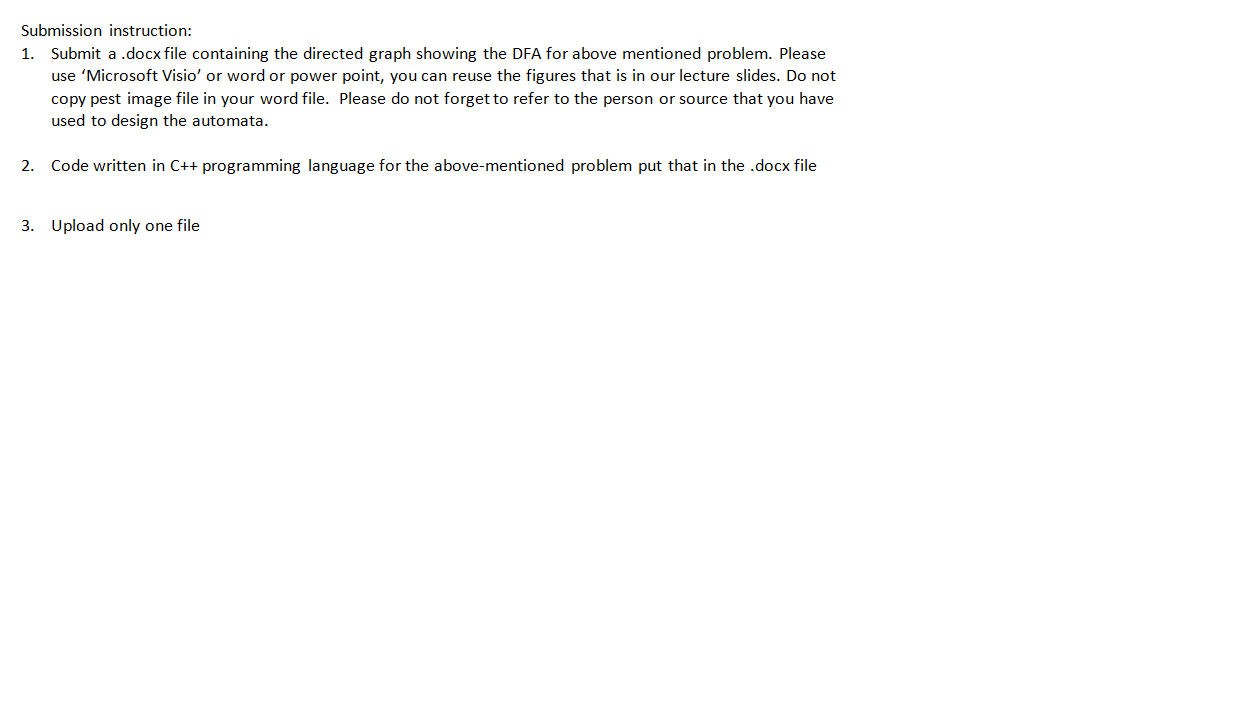 Submission instruction:
1. Submit a .docx file containing the directed graph showing the DFA for above mentioned problem. Please
use ‘Microsoft Visio’ or word or power point, you can reuse the figures that is in our lecture slides. Do not
copy pest image file in your word file. Please do not forget to refer to the person or source that you have
used to design the automata.
2. Code written in C++ programming language for the above-mentioned problem put that in the .docx file
3. Upload only one file